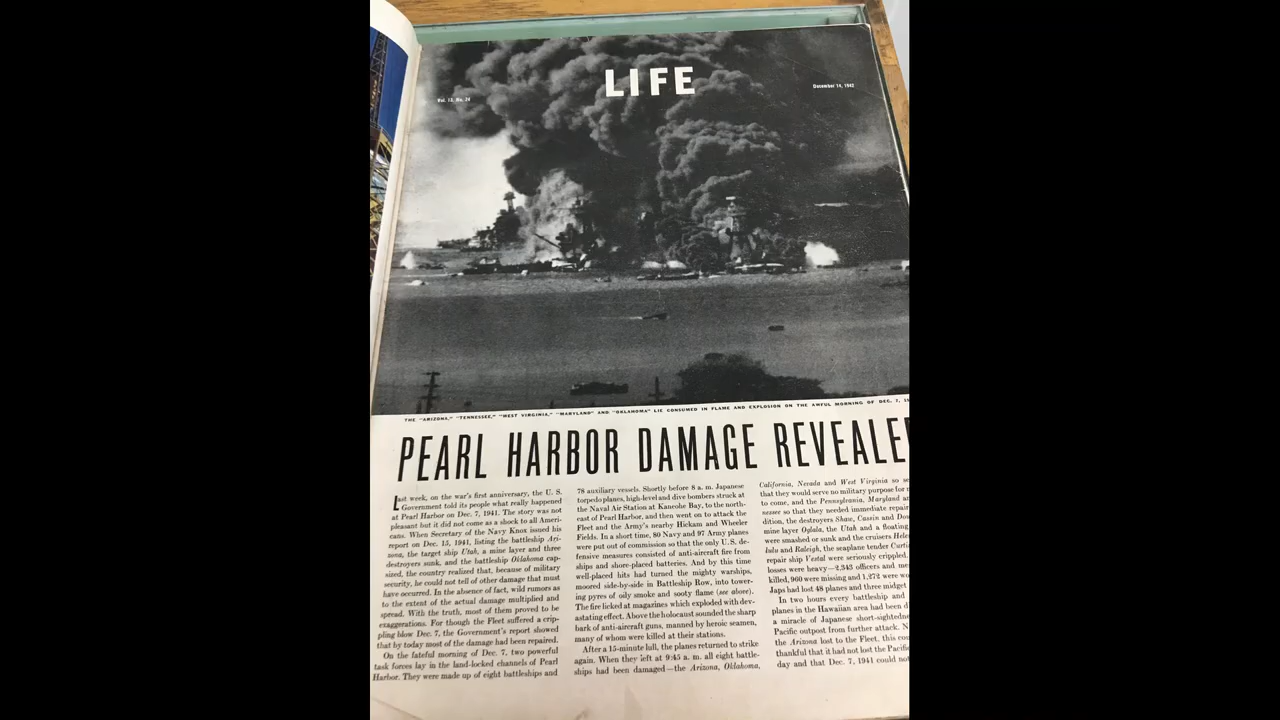 LIFE
Vol. 13, No. 24
December 14, 1942
THE "ARIZONA," "TENNESSEE," "WEST VIRGINIA," "MARYLAND" AND "OKLAHOMA" LIE CONSUMED IN FLAME AND EXPLOSION ON THE AWFUL MORNING OF DEC. 7, 19
PEARL HARBOR DAMAGE REVEALE
Last week, on the war's first anniversary, the U. S.
Government told its people what really happened
at Pearl Harbor on Dec. 7, 1941. The story was not
pleasant but it did not come as a shock to all Ameri-
cans. When Secretary of the Navy Knox issued his
report on Dec. 15, 1941, listing the battleship Ari-
zona, the target ship Utah, a mine layer and three
destroyers sunk, and the battleship Oklahoma cap-
sized, the country realized that, because of military
security, he could not tell of other damage that must
have occurred. In the absence of fact, wild rumors as
to the extent of the actual damage multiplied and
spread. With the truth, most of them proved to be
exaggerations. For though the Fleet suffered a crip-
pling blow Dec. 7, the Government's report showed
that by today most of the damage had been repaired.
On the fateful morning of Dec. 7, two powerful
task forces lay in the land-locked channels of Pearl
Harbor. They were made up of eight battleships and
78 auxiliary vessels. Shortly before 8 a. m. Japanese
torpedo planes, high-level and dive bombers struck at
the Naval Air Station at Kaneohe Bay, to the north-
east of Pearl Harbor, and then went on to attack the
Fleet and the Army's nearby Hickam and Wheeler
Fields. In a short time, 80 Navy and 97 Army planes
were put out of commission so that the only U. S. de-
fensive measures consisted of anti-aircraft fire from
ships and shore-placed batteries. And by this time
well-placed hits had turned the mighty warships,
moored side-by-side in Battleship Row, into tower-
ing pyres of oily smoke and sooty flame (see above).
The fire licked at magazines which exploded with dev-
astating effect. Above the holocaust sounded the sharp
bark of anti-aircraft guns, manned by heroic seamen,
many of whom were killed at their stations.
After a 15-minute lull, the planes returned to strike
again. When they left at 9:45 a. m. all eight battle-
ships had been damaged—the Arizona, Oklahoma,
California, Nevada and West Virginia so se
that they would serve no military purpose for
to come, and the Pennsylvania, Maryland an
nessee so that they needed immediate repair
dition, the destroyers Shaw, Cassin and Dou
mine layer Oglala, the Utah and a floating
were smashed or sunk and the cruisers Hele
lulu and Raleigh, the seaplane tender Curti
repair ship Vestal were seriously crippled.
losses were heavy—2,343 officers and me
killed, 960 were missing and 1,272 were wo
Japs had lost 48 planes and three midget
In two hours every battleship and
planes in the Hawaiian area had been d
a miracle of Japanese short-sightedne
Pacific outpost from further attack. N
the Arizona lost to the Fleet, this cou
thankful that it had not lost the Pacific
day and that Dec. 7, 1941 could not